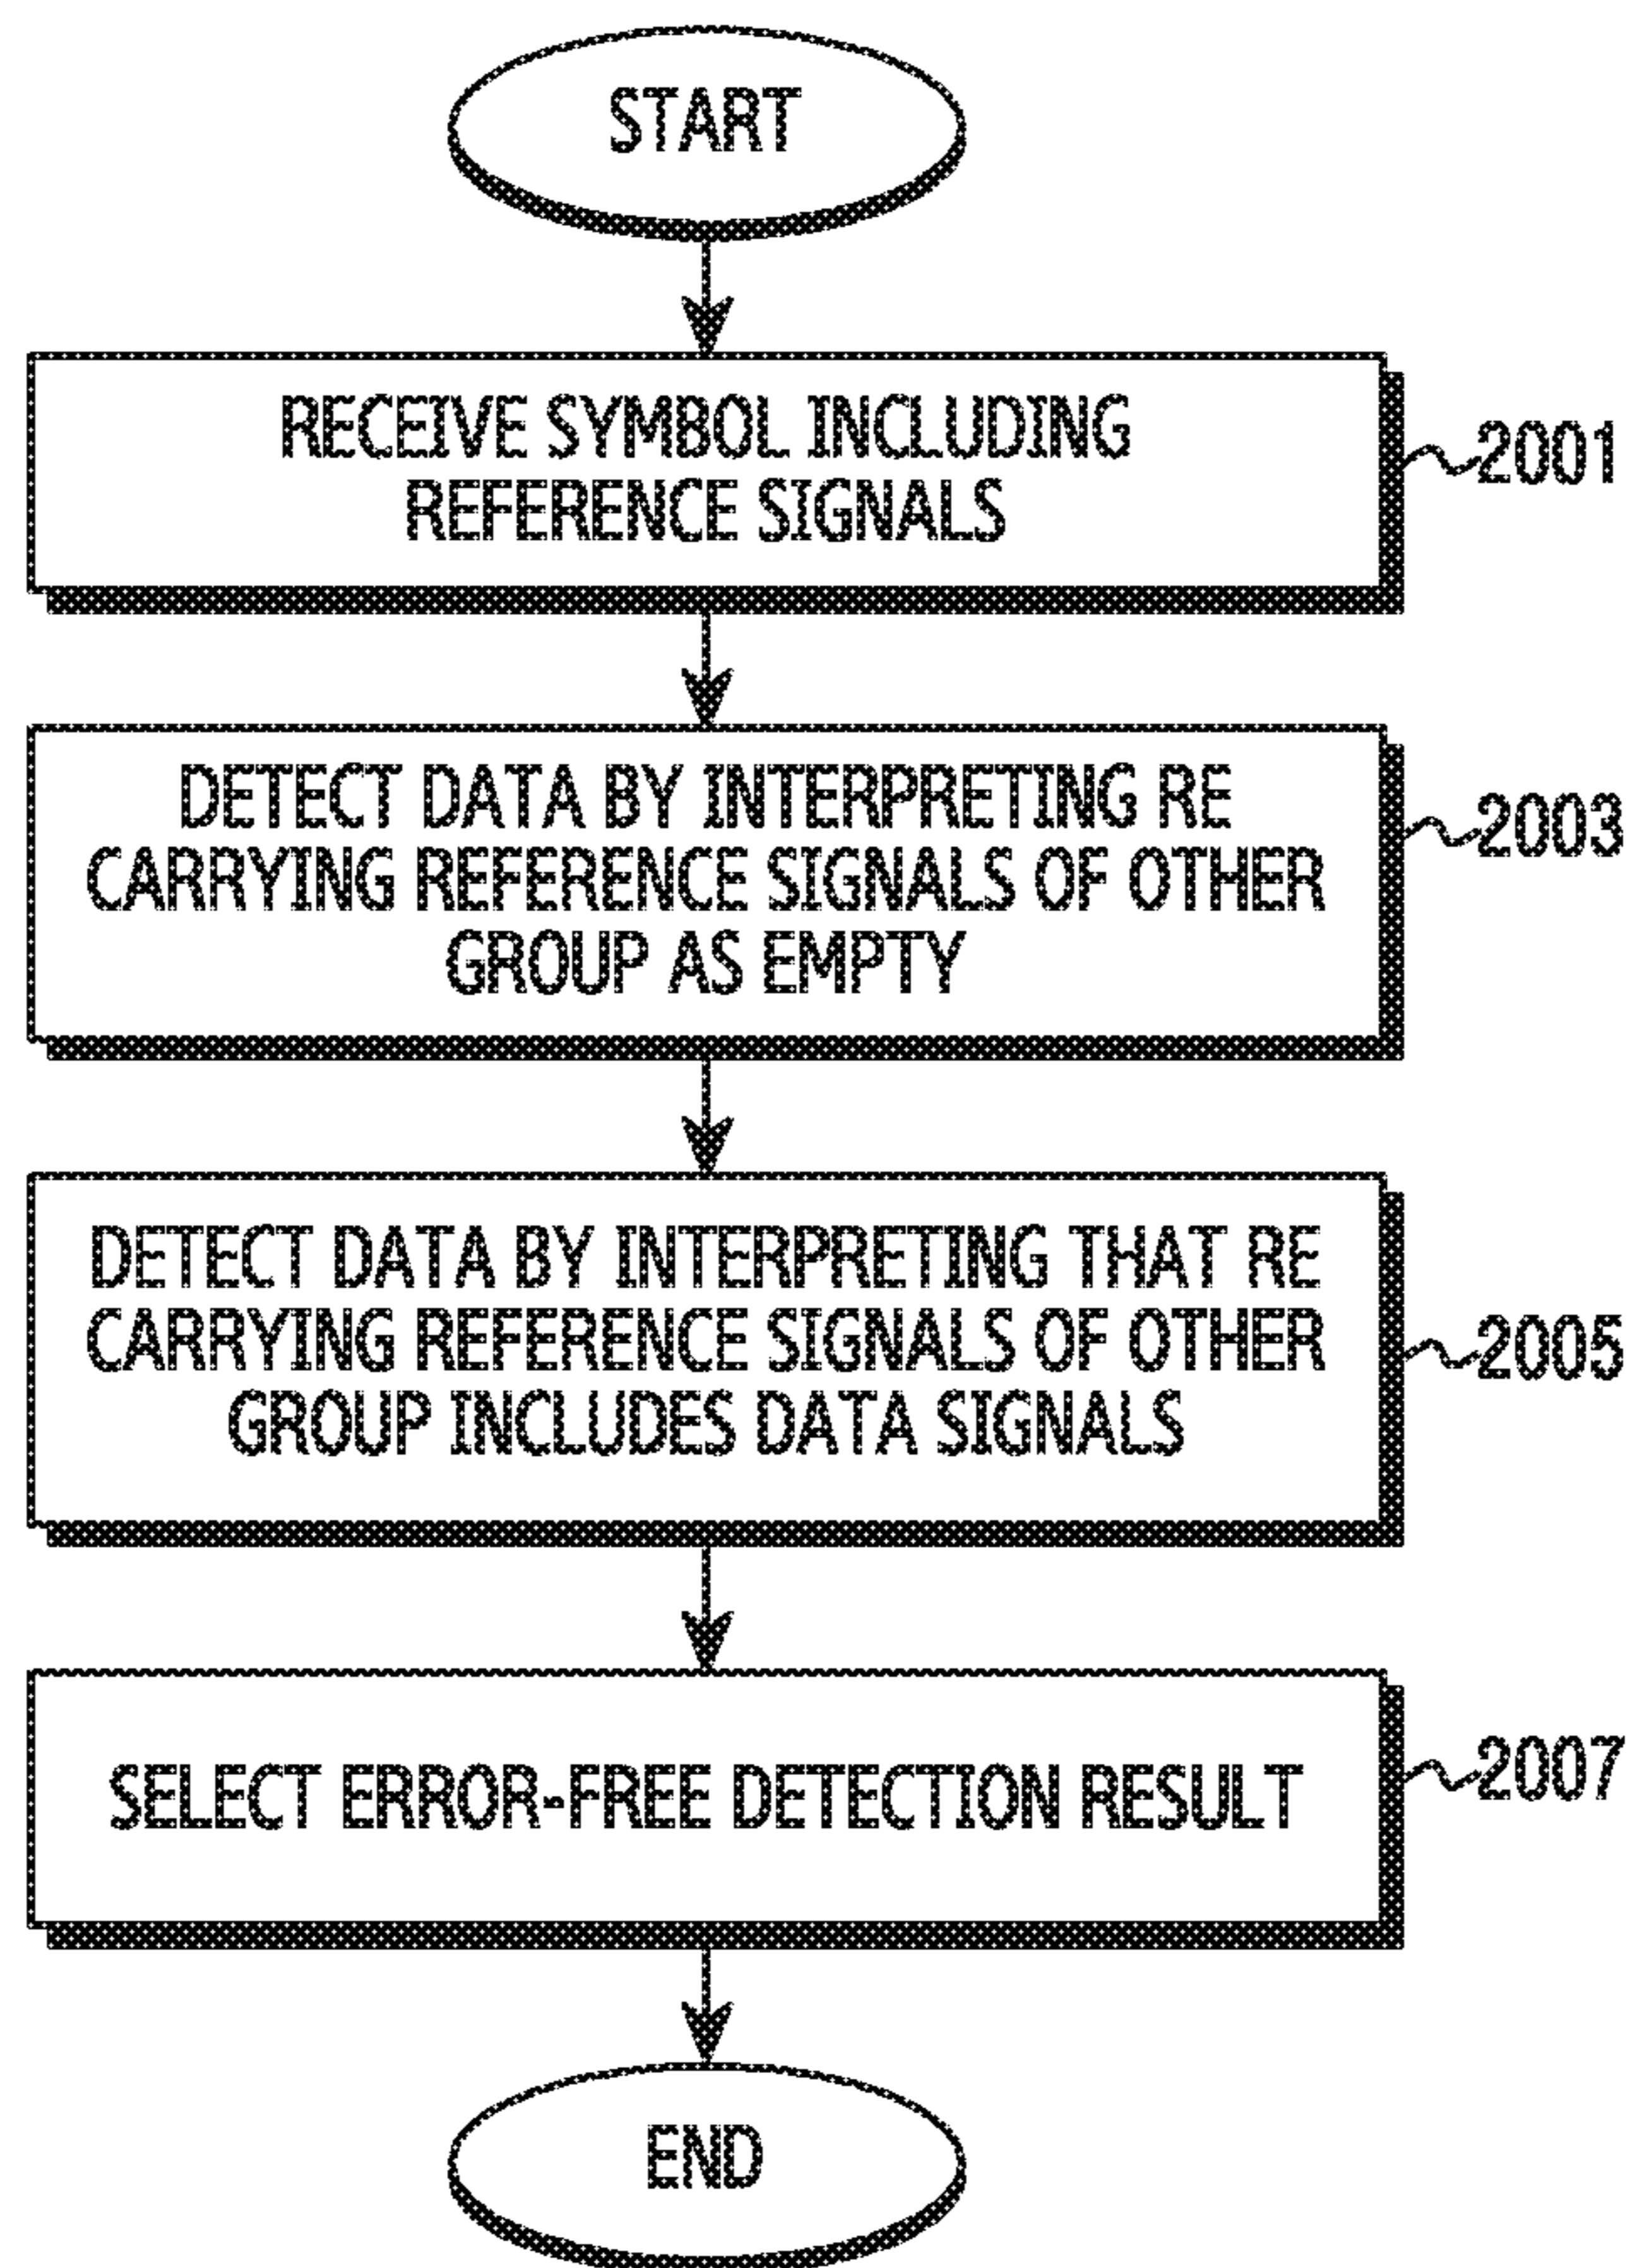 START
RECEIVE SYMBOL INCLUDING
REFERENCE SIGNALS
2001
DETECT DATA BY INTERPRETING RE
CARRYING REFERENCE SIGNALS OF OTHER
GROUP AS EMPTY
2003
DETECT DATA BY INTERPRETING THAT RE
CARRYING REFERENCE SIGNALS OF OTHER
GROUP INCLUDES DATA SIGNALS
2005
SELECT ERROR-FREE DETECTION RESULT
2007
END